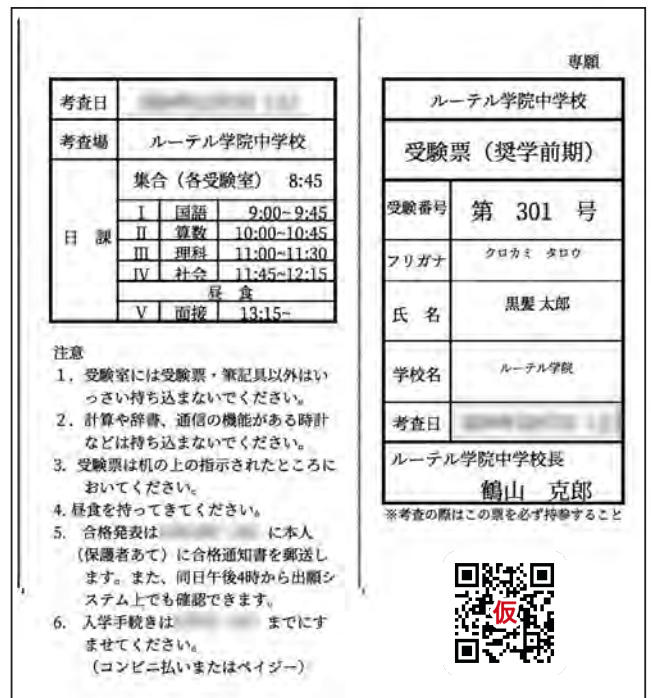 考査日
考査場 ルーテル学院中学校
日 課
集合（各受験室） 8:45
Ⅰ 国語 9:00~9:45
Ⅱ 算数 10:00~10:45
Ⅲ 理科 11:00~11:30
Ⅳ 社会 11:45~12:15
昼 食
Ⅴ 面接 13:15~
注意
1. 受験室には受験票・筆記具以外はい
っさい持ち込まないでください。
2. 計算や辞書、通信の機能がある時計
などは持ち込まないでください。
3. 受験票は机の上の指示されたところに
おいてください。
4. 昼食を持ってきてください。
5. 合格発表は に本人
（保護者あて）に合格通知書を郵送し
ます。また、同日午後4時から出願シ
ステム上でも確認できます。
6. 入学手続きは までにす
ませてください。
（コンビニ払いまたはペイジー）
専願
ルーテル学院中学校
受験票（奨学前期）
受験番号 第 301 号
フリガナ クロカミ タロウ
氏 名 黒髪 太郎
学校名 ルーテル学院
考査日
ルーテル学院中学校長
鶴山 克郎
※考査の際はこの票を必ず持参すること
仮